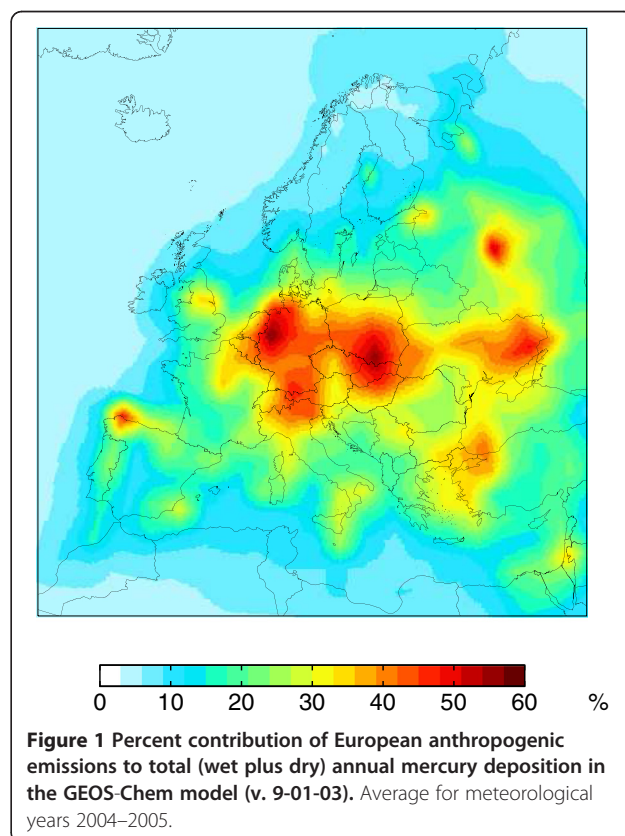 0 10 20 30 40 50 60 %
Figure 1 Percent contribution of European anthropogenic
emissions to total (wet plus dry) annual mercury deposition in
the GEOS-Chem model (v. 9-01-03). Average for meteorological
years 2004–2005.